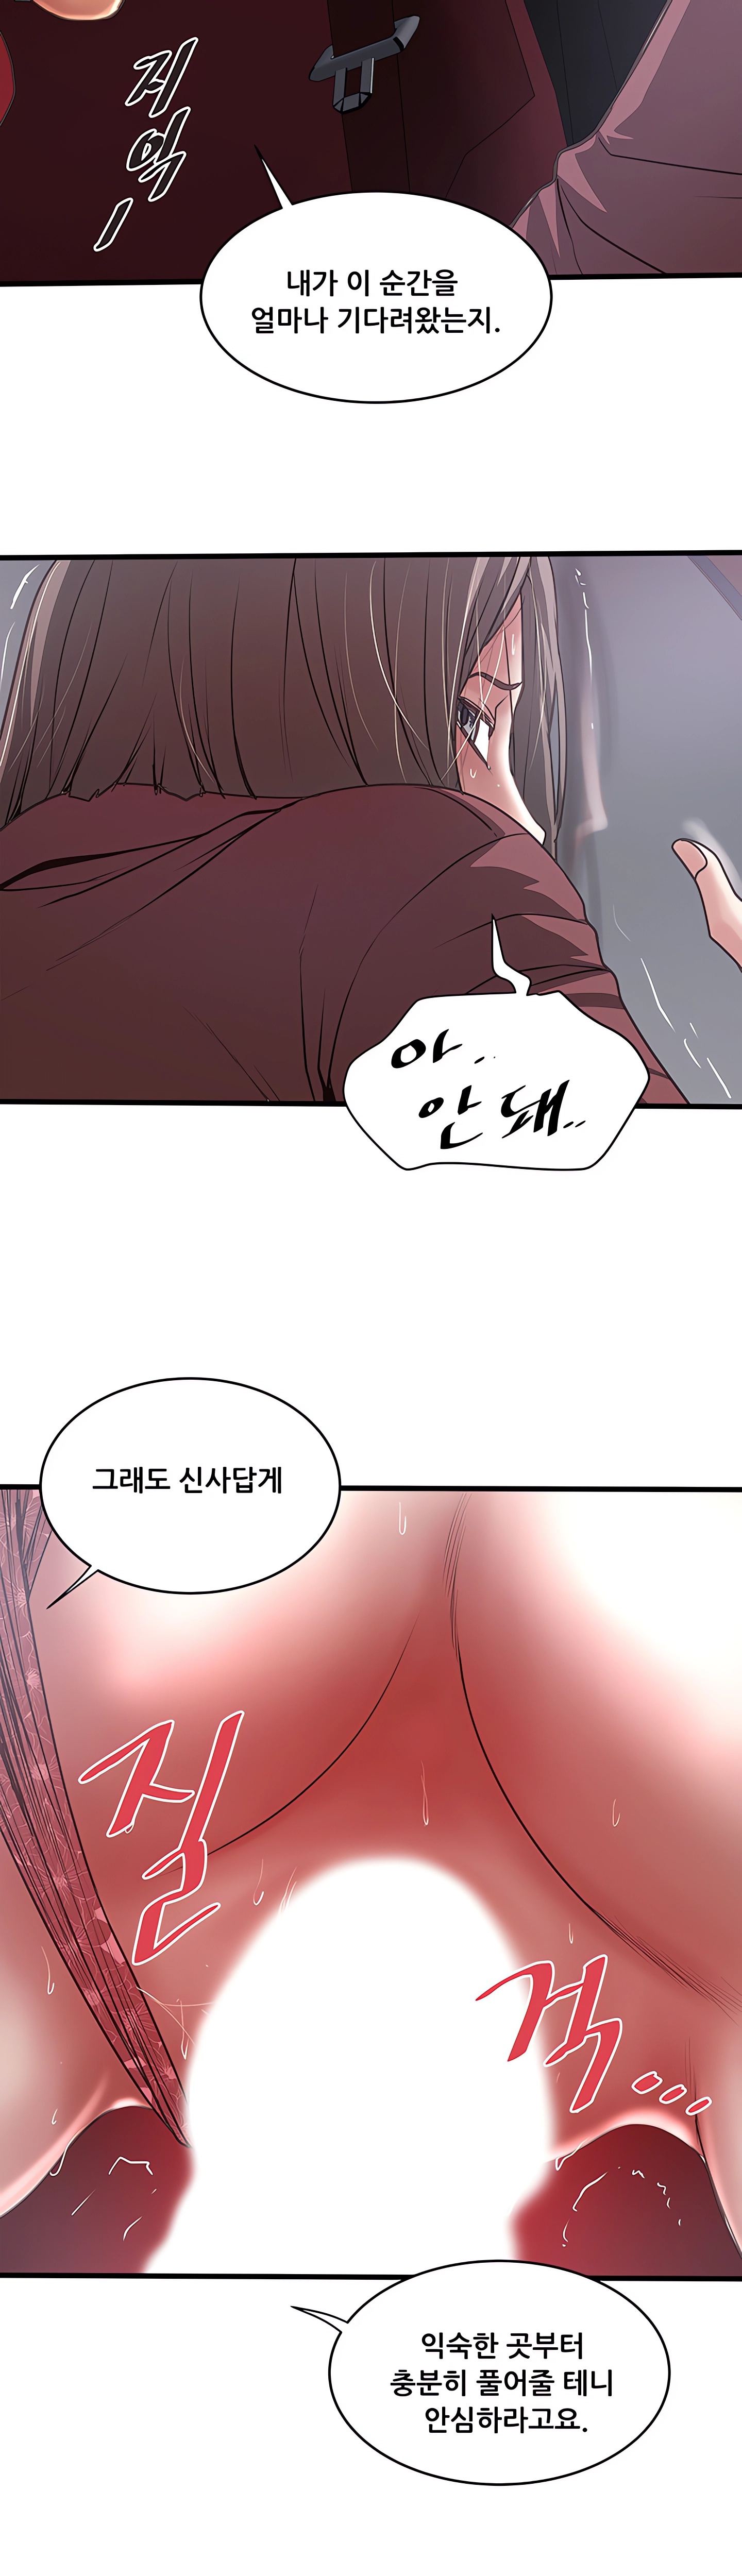 지
익
-
내가 이 순간을
얼마나 기다려왔는지.
아..
안 돼..
그래도 신사답게
질
걱...
익숙한 곳부터
충분히 풀어줄 테니
안심하라고요.